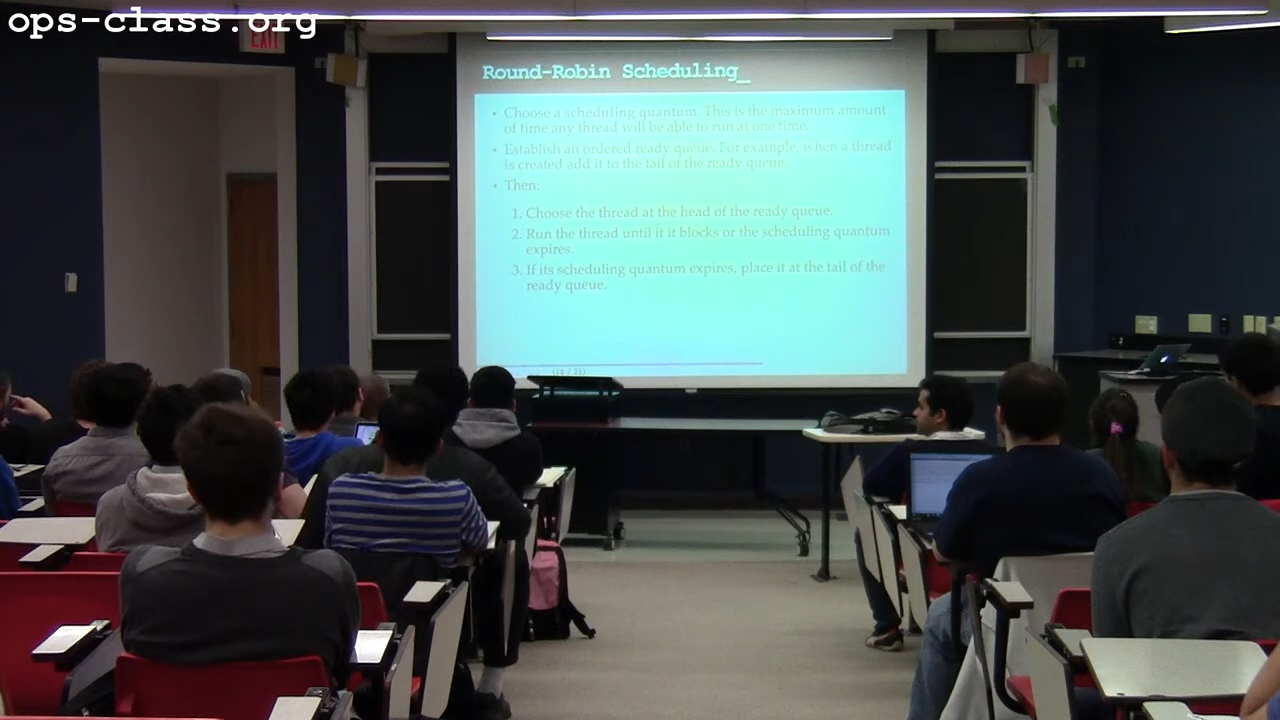 ops-class.org
EXIT
Round-Robin Scheduling_
• Choose a scheduling quantum. This is the maximum amount
of time any thread will be able to run at one time.
• Establish an ordered ready queue. For example, when a thread
is created add it to the tail of the ready queue.
• Then:
1. Choose the thread at the head of the ready queue.
2. Run the thread until it it blocks or the scheduling quantum
expires.
3. If its scheduling quantum expires, place it at the tail of the
ready queue.
(14 / 21)